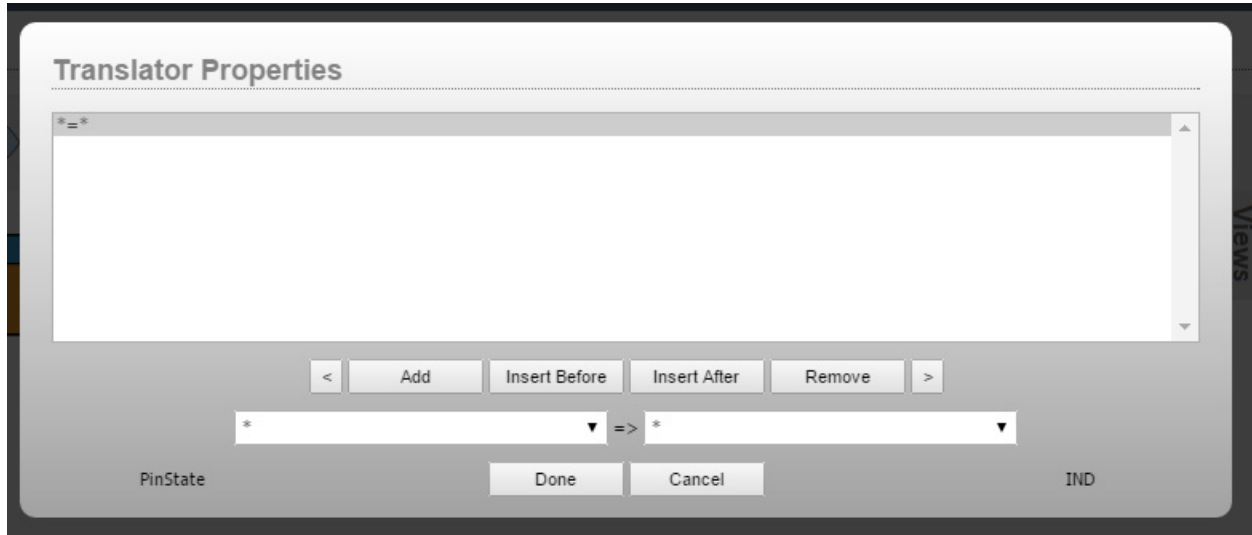 Translator Properties
*=*
< Add Insert Before Insert After Remove >
* ▼ => * ▼
PinState Done Cancel IND
Views